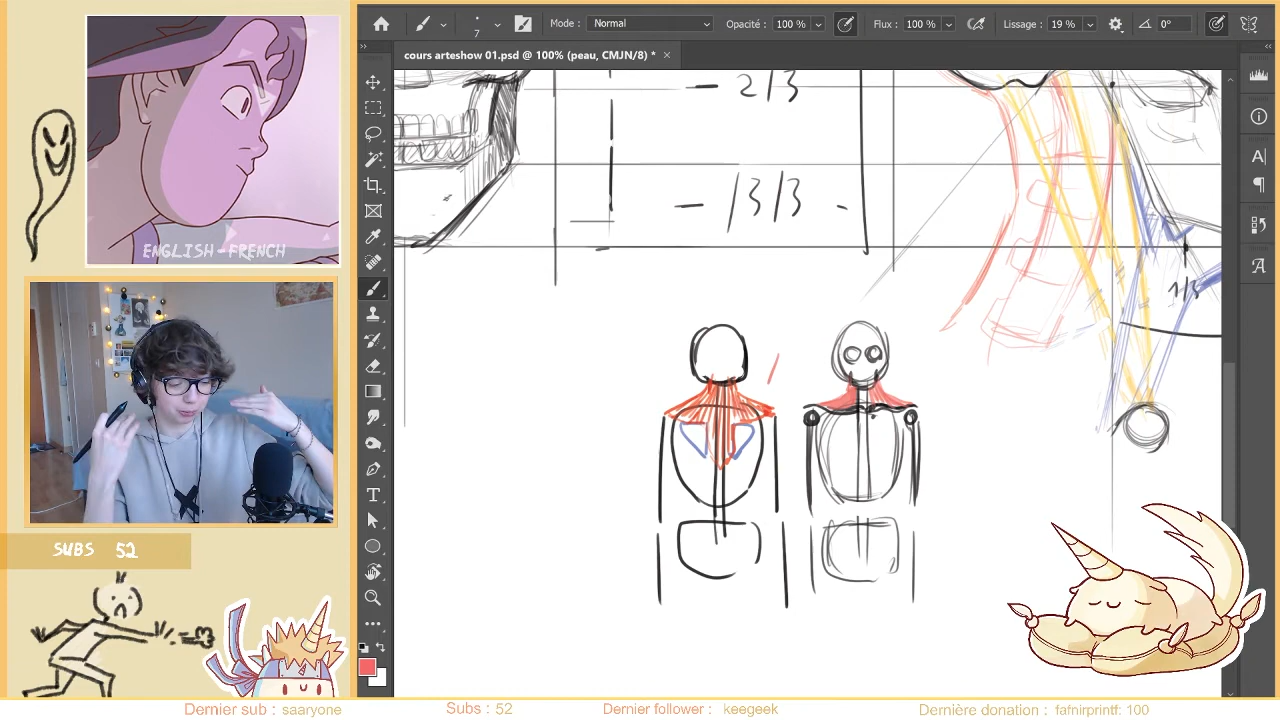 Mode : Normal Opacité : 100 % Flux : 100 % Lissage : 19 % 0°
7
cours arteshow 01.psd @ 100% (peau, CMJN/8) *
2/3
3/3
1/3
ENGLISH - FRENCH
SUBS 52
Dernier sub : saaryone Subs : 52 Dernier follower : keegeek Dernière donation : fafnirprintf: 100